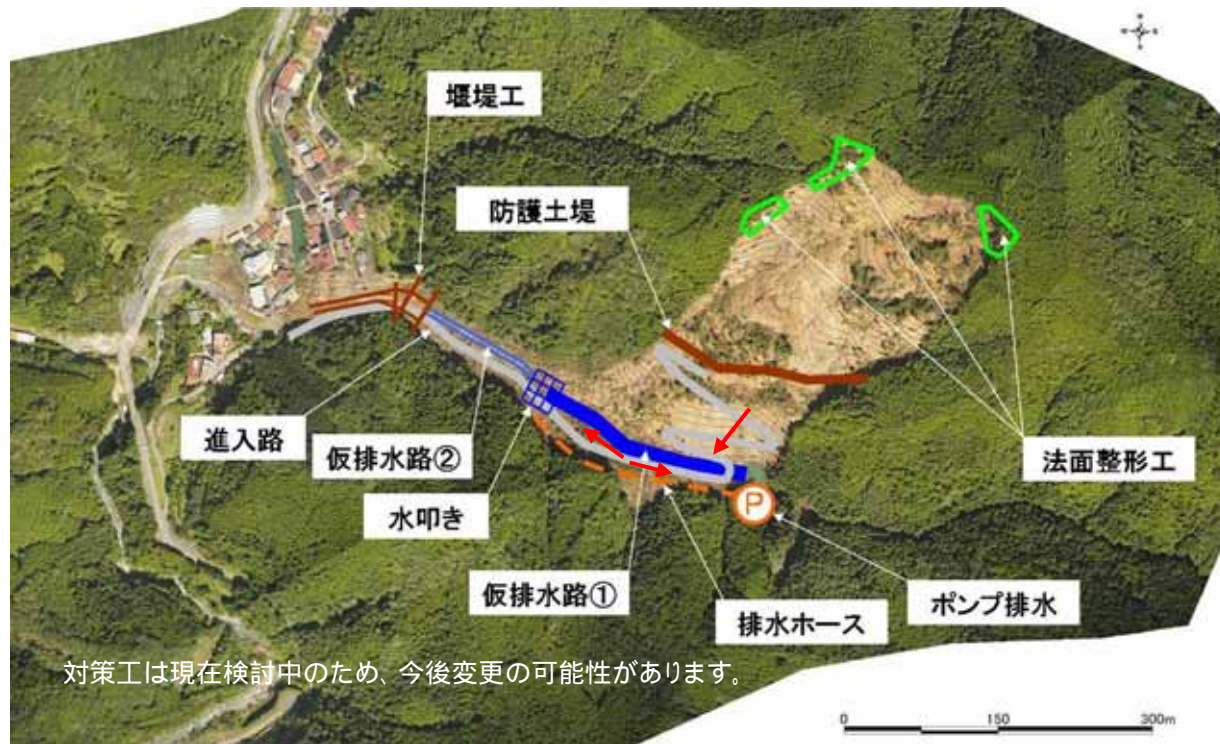 堰堤工
防護土堤
進入路
仮排水路②
水叩き
仮排水路①
排水ホース
P
ポンプ排水
法面整形工
対策工は現在検討中のため、今後変更の可能性があります。
0 150 300m